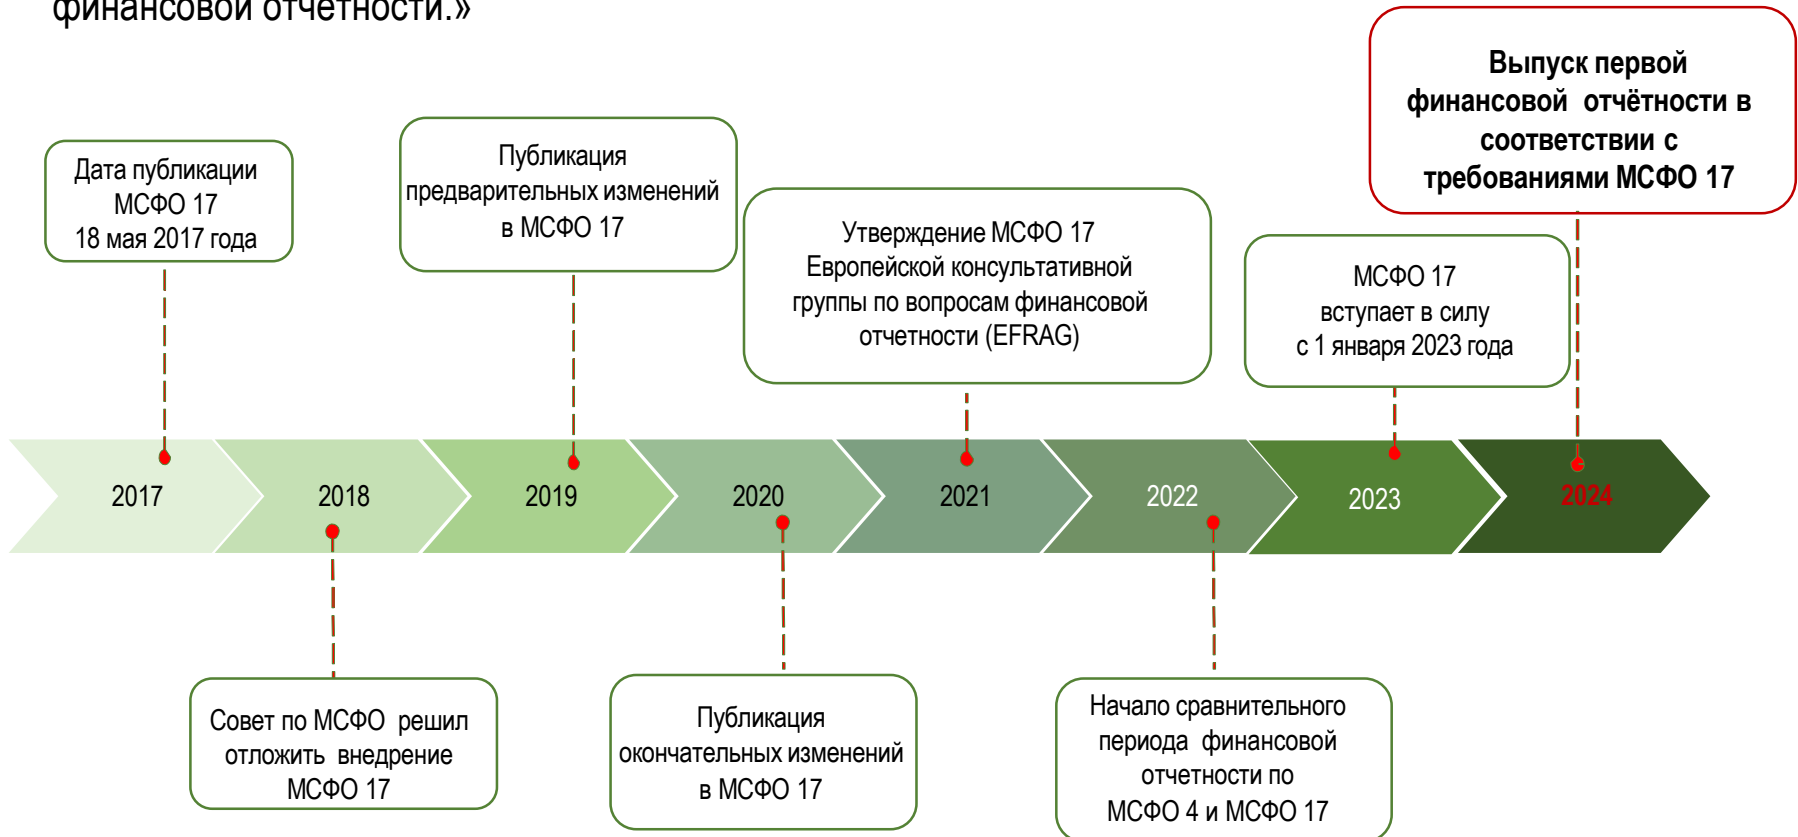 финансовой отчетности.»
Выпуск первой
финансовой отчётности в
соответствии с
требованиями МСФО 17
Дата публикации
МСФО 17
18 мая 2017 года
Публикация
предварительных изменений
в МСФО 17
Утверждение МСФО 17
Европейской консультативной
группы по вопросам финансовой
отчетности (EFRAG)
МСФО 17
вступает в силу
с 1 января 2023 года
2017
2018
2019
2020
2021
2022
2023
2024
Совет по МСФО решил
отложить внедрение
МСФО 17
Публикация
окончательных изменений
в МСФО 17
Начало сравнительного
периода финансовой
отчетности по
МСФО 4 и МСФО 17